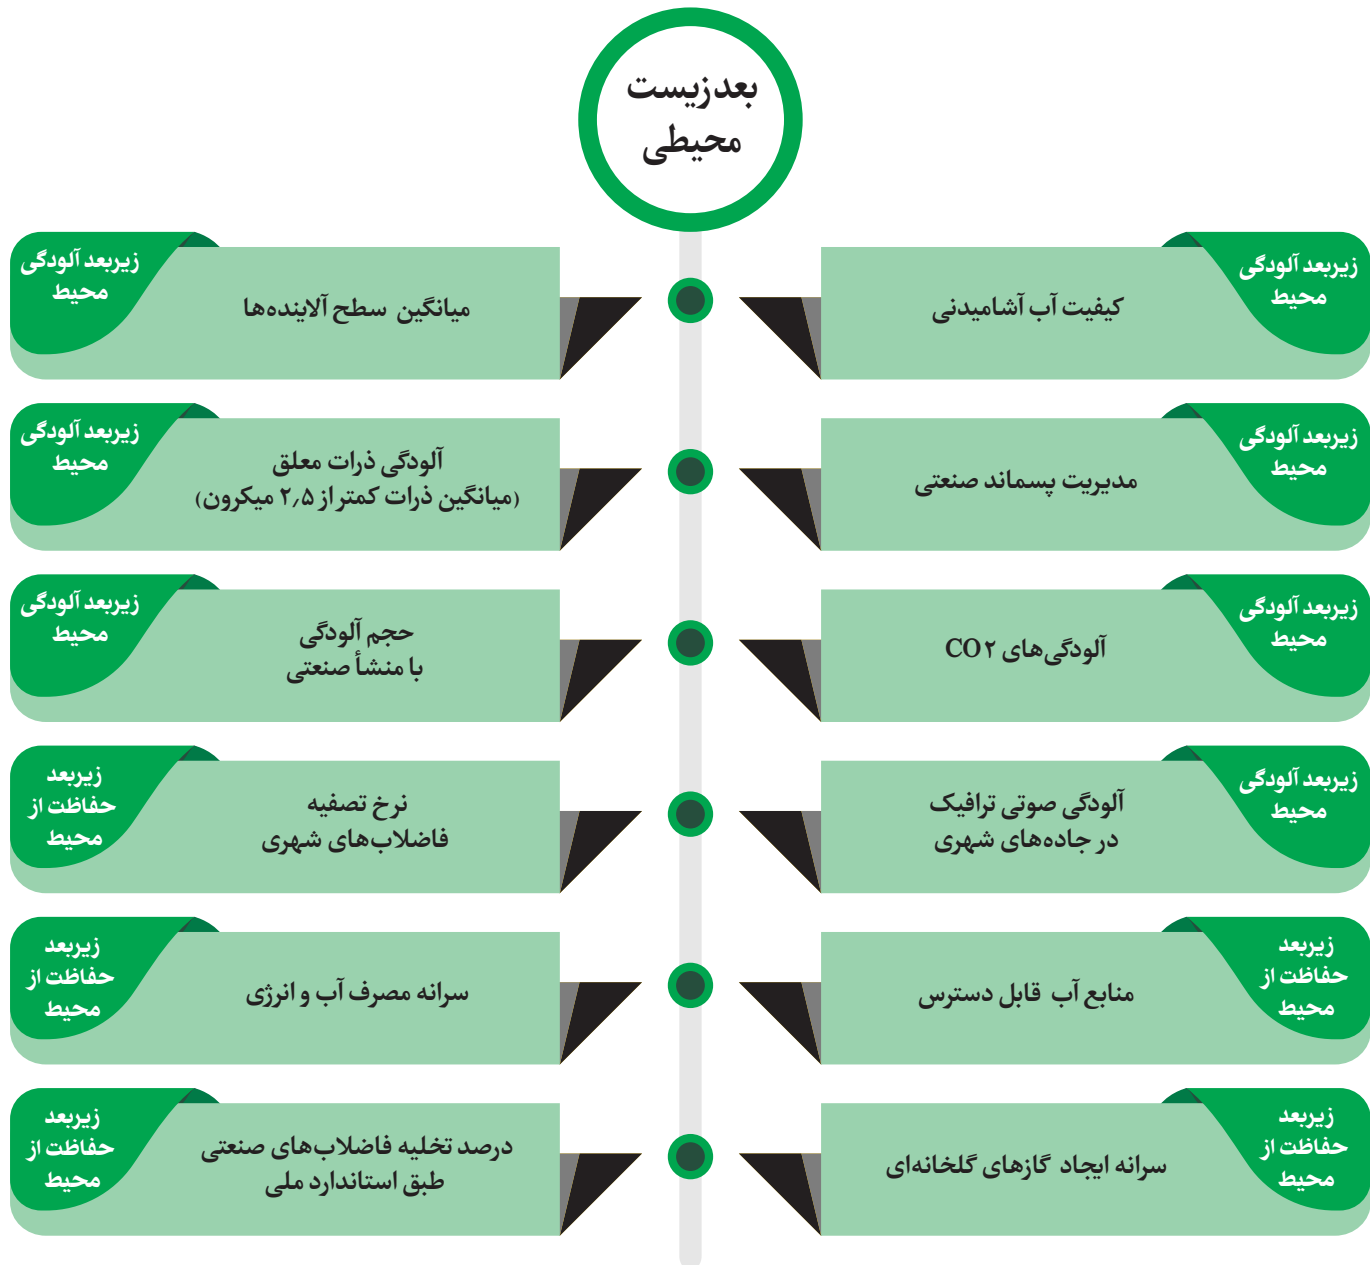 بعدزیست
محیطی
زیربعد آلودگی
محیط
کیفیت آب آشامیدنی
زیربعد آلودگی
محیط
میانگین سطح آلاینده‌ها
زیربعد آلودگی
محیط
مدیریت پسماند صنعتی
زیربعد آلودگی
محیط
آلودگی ذرات معلق
(میانگین ذرات کمتر از ۲٫۵ میکرون)
زیربعد آلودگی
محیط
آلودگی‌های CO۲
زیربعد آلودگی
محیط
حجم آلودگی
با منشأ صنعتی
زیربعد آلودگی
محیط
آلودگی صوتی ترافیک
در جاده‌های شهری
زیربعد
حفاظت از
محیط
نرخ تصفیه
فاضلاب‌های شهری
زیربعد
حفاظت از
محیط
منابع آب قابل دسترس
زیربعد
حفاظت از
محیط
سرانه مصرف آب و انرژی
زیربعد
حفاظت از
محیط
سرانه ایجاد گازهای گلخانه‌ای
زیربعد
حفاظت از
محیط
درصد تخلیه فاضلاب‌های صنعتی
طبق استاندارد ملی